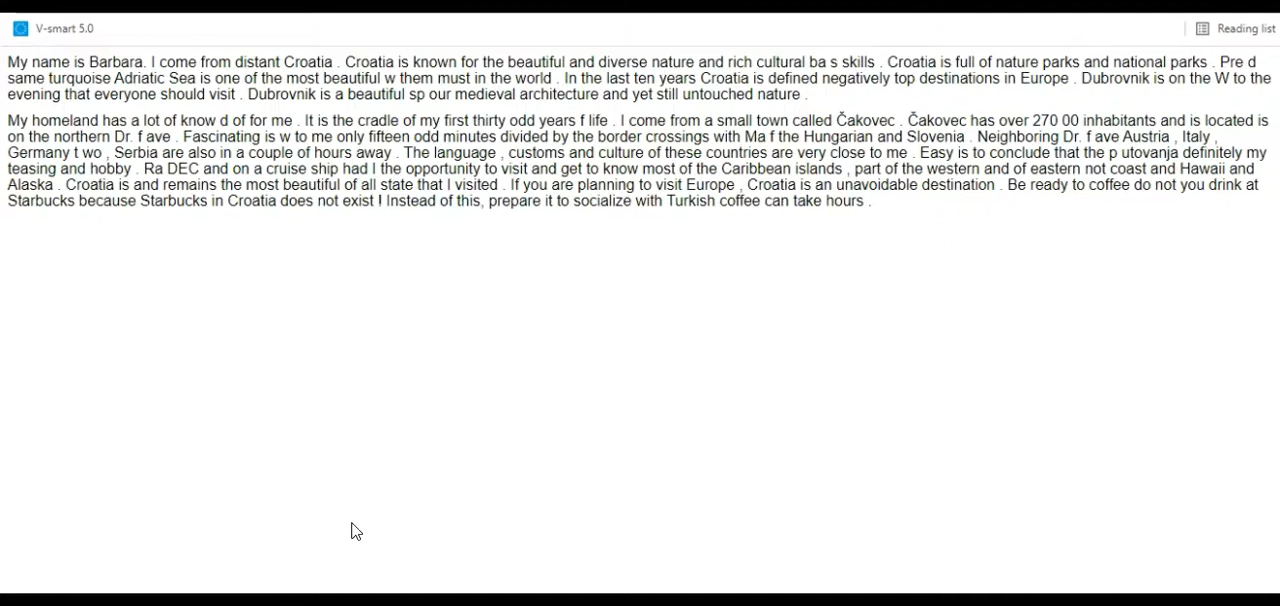 V-smart 5.0
Reading list
My name is Barbara. I come from distant Croatia . Croatia is known for the beautiful and diverse nature and rich cultural ba s skills . Croatia is full of nature parks and national parks . Pre d
same turquoise Adriatic Sea is one of the most beautiful w them must in the world . In the last ten years Croatia is defined negatively top destinations in Europe . Dubrovnik is on the W to the
evening that everyone should visit . Dubrovnik is a beautiful sp our medieval architecture and yet still untouched nature .
My homeland has a lot of know d of for me . It is the cradle of my first thirty odd years f life . I come from a small town called Čakovec . Čakovec has over 270 00 inhabitants and is located is
on the northern Dr. f ave . Fascinating is w to me only fifteen odd minutes divided by the border crossings with Ma f the Hungarian and Slovenia . Neighboring Dr. f ave Austria , Italy ,
Germany t wo , Serbia are also in a couple of hours away . The language , customs and culture of these countries are very close to me . Easy is to conclude that the p utovanja definitely my
teasing and hobby . Ra DEC and on a cruise ship had I the opportunity to visit and get to know most of the Caribbean islands , part of the western and of eastern not coast and Hawaii and
Alaska . Croatia is and remains the most beautiful of all state that I visited . If you are planning to visit Europe , Croatia is an unavoidable destination . Be ready to coffee do not you drink at
Starbucks because Starbucks in Croatia does not exist ! Instead of this, prepare it to socialize with Turkish coffee can take hours .